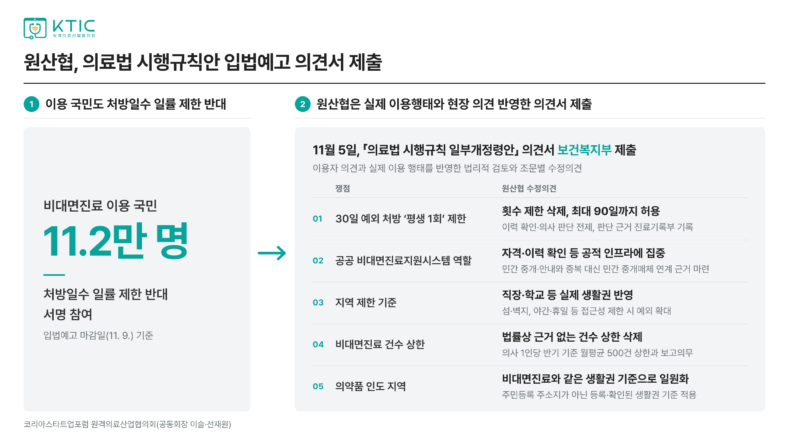 KTIC
원격의료산업협의회
원산협, 의료법 시행규칙안 입법예고 의견서 제출
1 이용 국민도 처방일수 일률 제한 반대
비대면진료 이용 국민
11.2만 명
처방일수 일률 제한 반대
서명 참여
입법예고 마감일(11. 9.) 기준
2 원산협은 실제 이용행태와 현장 의견 반영한 의견서 제출
11월 5일, 「의료법 시행규칙 일부개정령안」 의견서 보건복지부 제출
이용자 의견과 실제 이용 행태를 반영한 법리적 검토와 조문별 수정의견
쟁점 원산협 수정의견
01 30일 예외 처방 ‘평생 1회’ 제한 횟수 제한 삭제, 최대 90일까지 허용
이력 확인·의사 판단 전제, 판단 근거 진료기록부 기록
02 공공 비대면진료지원시스템 역할 자격·이력 확인 등 공적 인프라에 집중
민간 중개·안내와 중복 대신 민간 중개매체 연계 근거 마련
03 지역 제한 기준 직장·학교 등 실제 생활권 반영
섬·벽지, 야간·휴일 등 접근성 제한 시 예외 확대
04 비대면진료 건수 상한 법률상 근거 없는 건수 상한 삭제
의사 1인당 반기 기준 월평균 500건 상한과 보고의무
05 의약품 인도 지역 비대면진료와 같은 생활권 기준으로 일원화
주민등록 주소지가 아닌 등록·확인된 생활권 기준 적용
코리아스타트업포럼 원격의료산업협의회(공동회장 이슬·선재원)